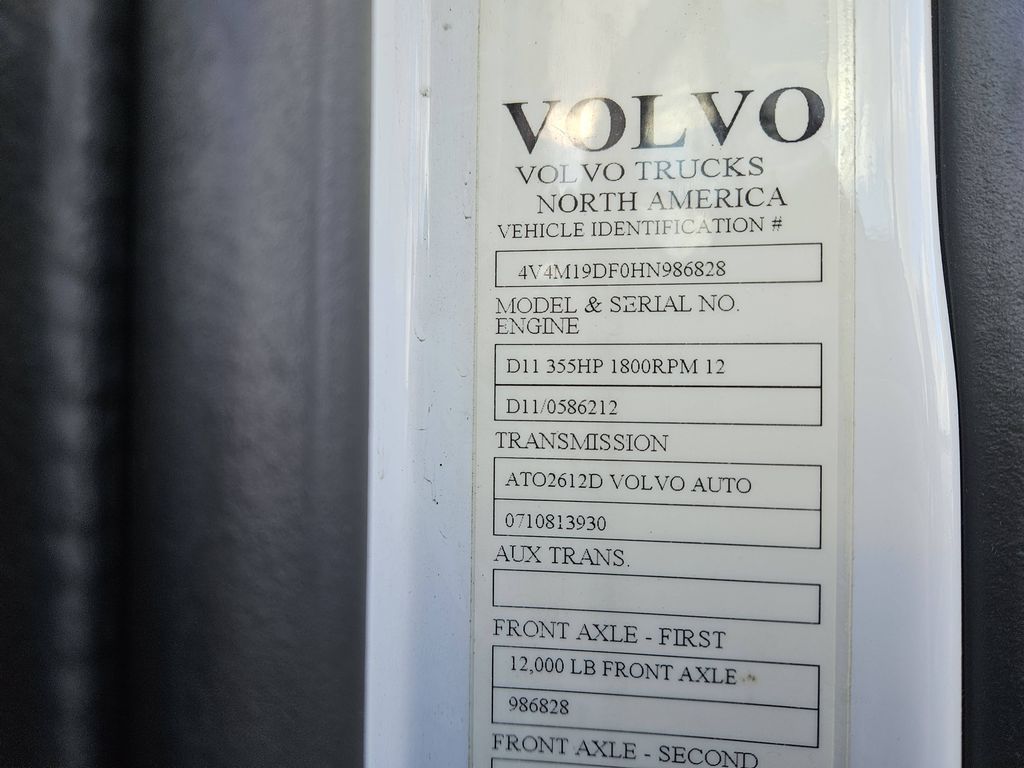 VOLVO
VOLVO TRUCKS
NORTH AMERICA
VEHICLE IDENTIFICATION #
4V4M19DF0HN986828
MODEL & SERIAL NO.
ENGINE
D11 355HP 1800RPM 12
D11/0586212
TRANSMISSION
ATO2612D VOLVO AUTO
0710813930
AUX TRANS.
FRONT AXLE - FIRST
12,000 LB FRONT AXLE
986828
FRONT AXLE - SECOND